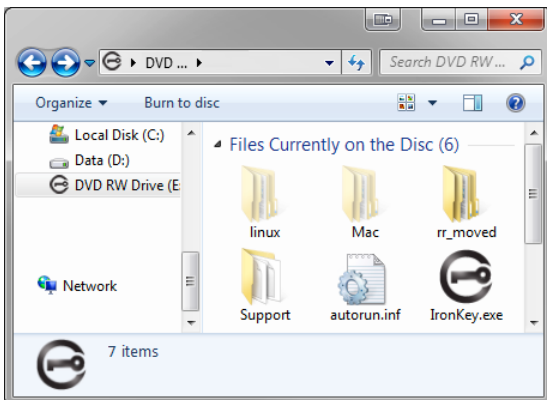 DVD ...
Search DVD RW ...
Organize
Burn to disc
Local Disk (C:)
Data (D:)
DVD RW Drive (E
Network
Files Currently on the Disc (6)
linux
Mac
rr_moved
Support
autorun.inf
IronKey.exe
7 items